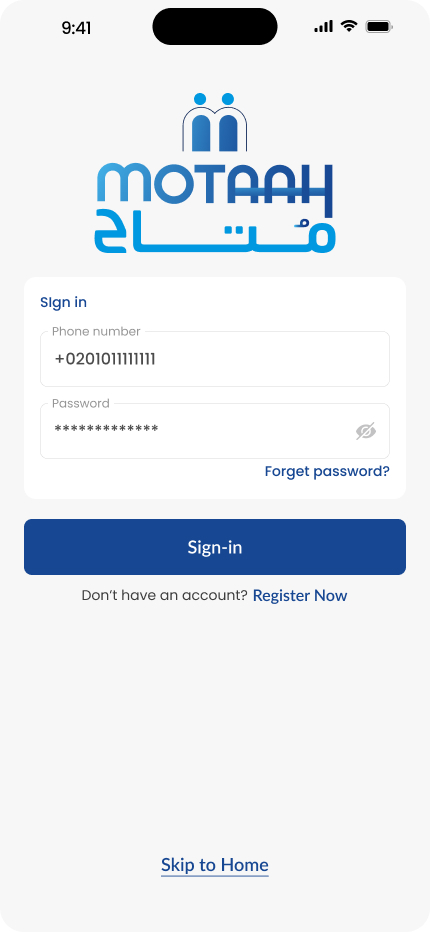 9:41
MOTAAH
مُتاح
SIgn in
Phone number
+0201011111111
Password
*************
Forget password?
Sign-in
Don't have an account? Register Now
Skip to Home